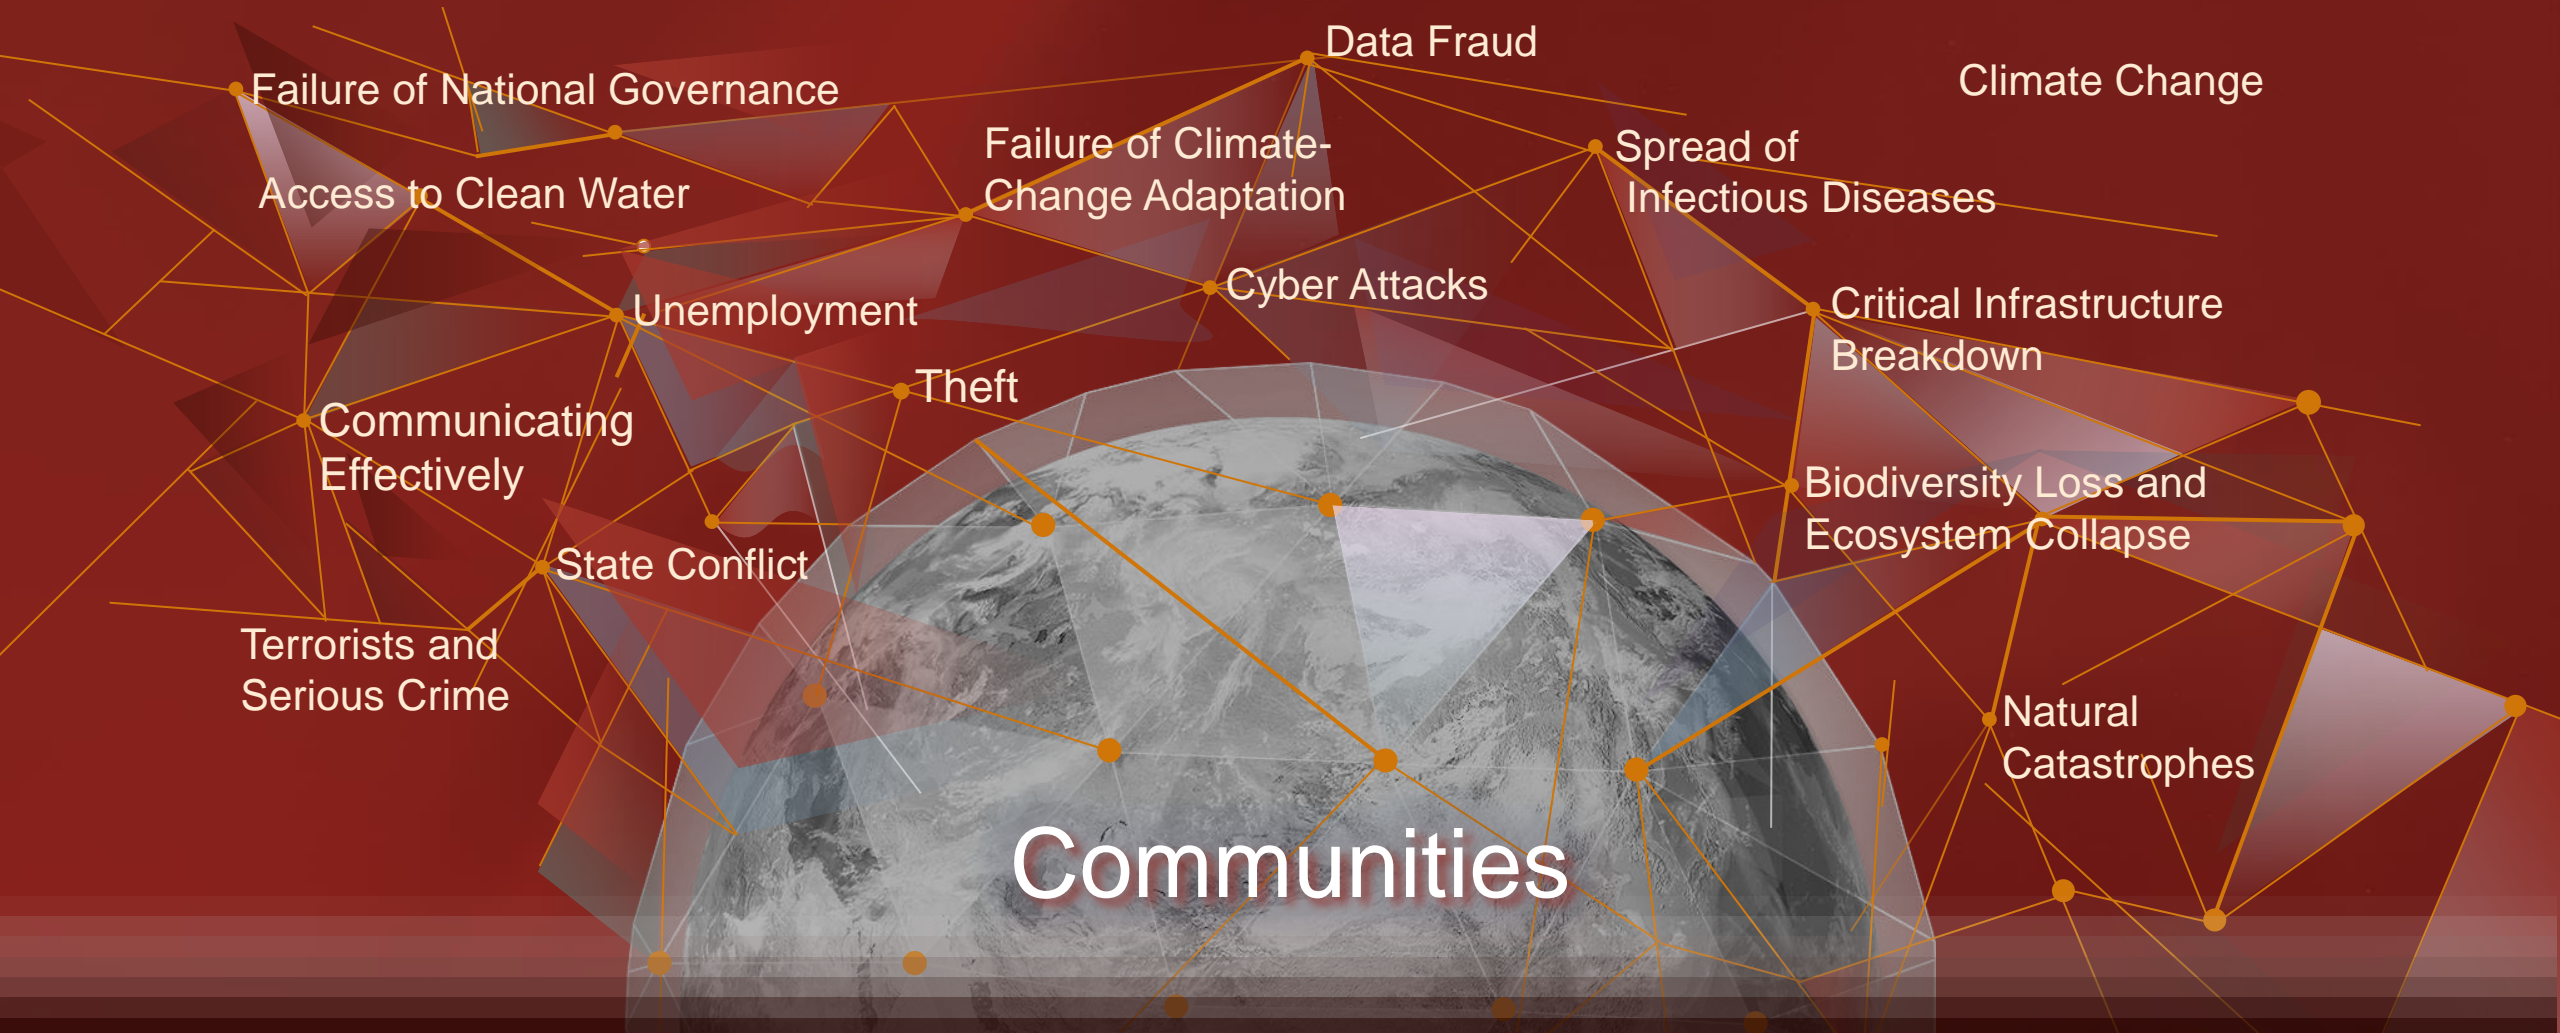 Data Fraud
Climate Change
Failure of National Governance
Failure of Climate-
Change Adaptation
Spread of
Infectious Diseases
Access to Clean Water
Cyber Attacks
Unemployment
Critical Infrastructure
Breakdown
Theft
Communicating
Effectively
Biodiversity Loss and
Ecosystem Collapse
State Conflict
Terrorists and
Serious Crime
Natural
Catastrophes
Communities